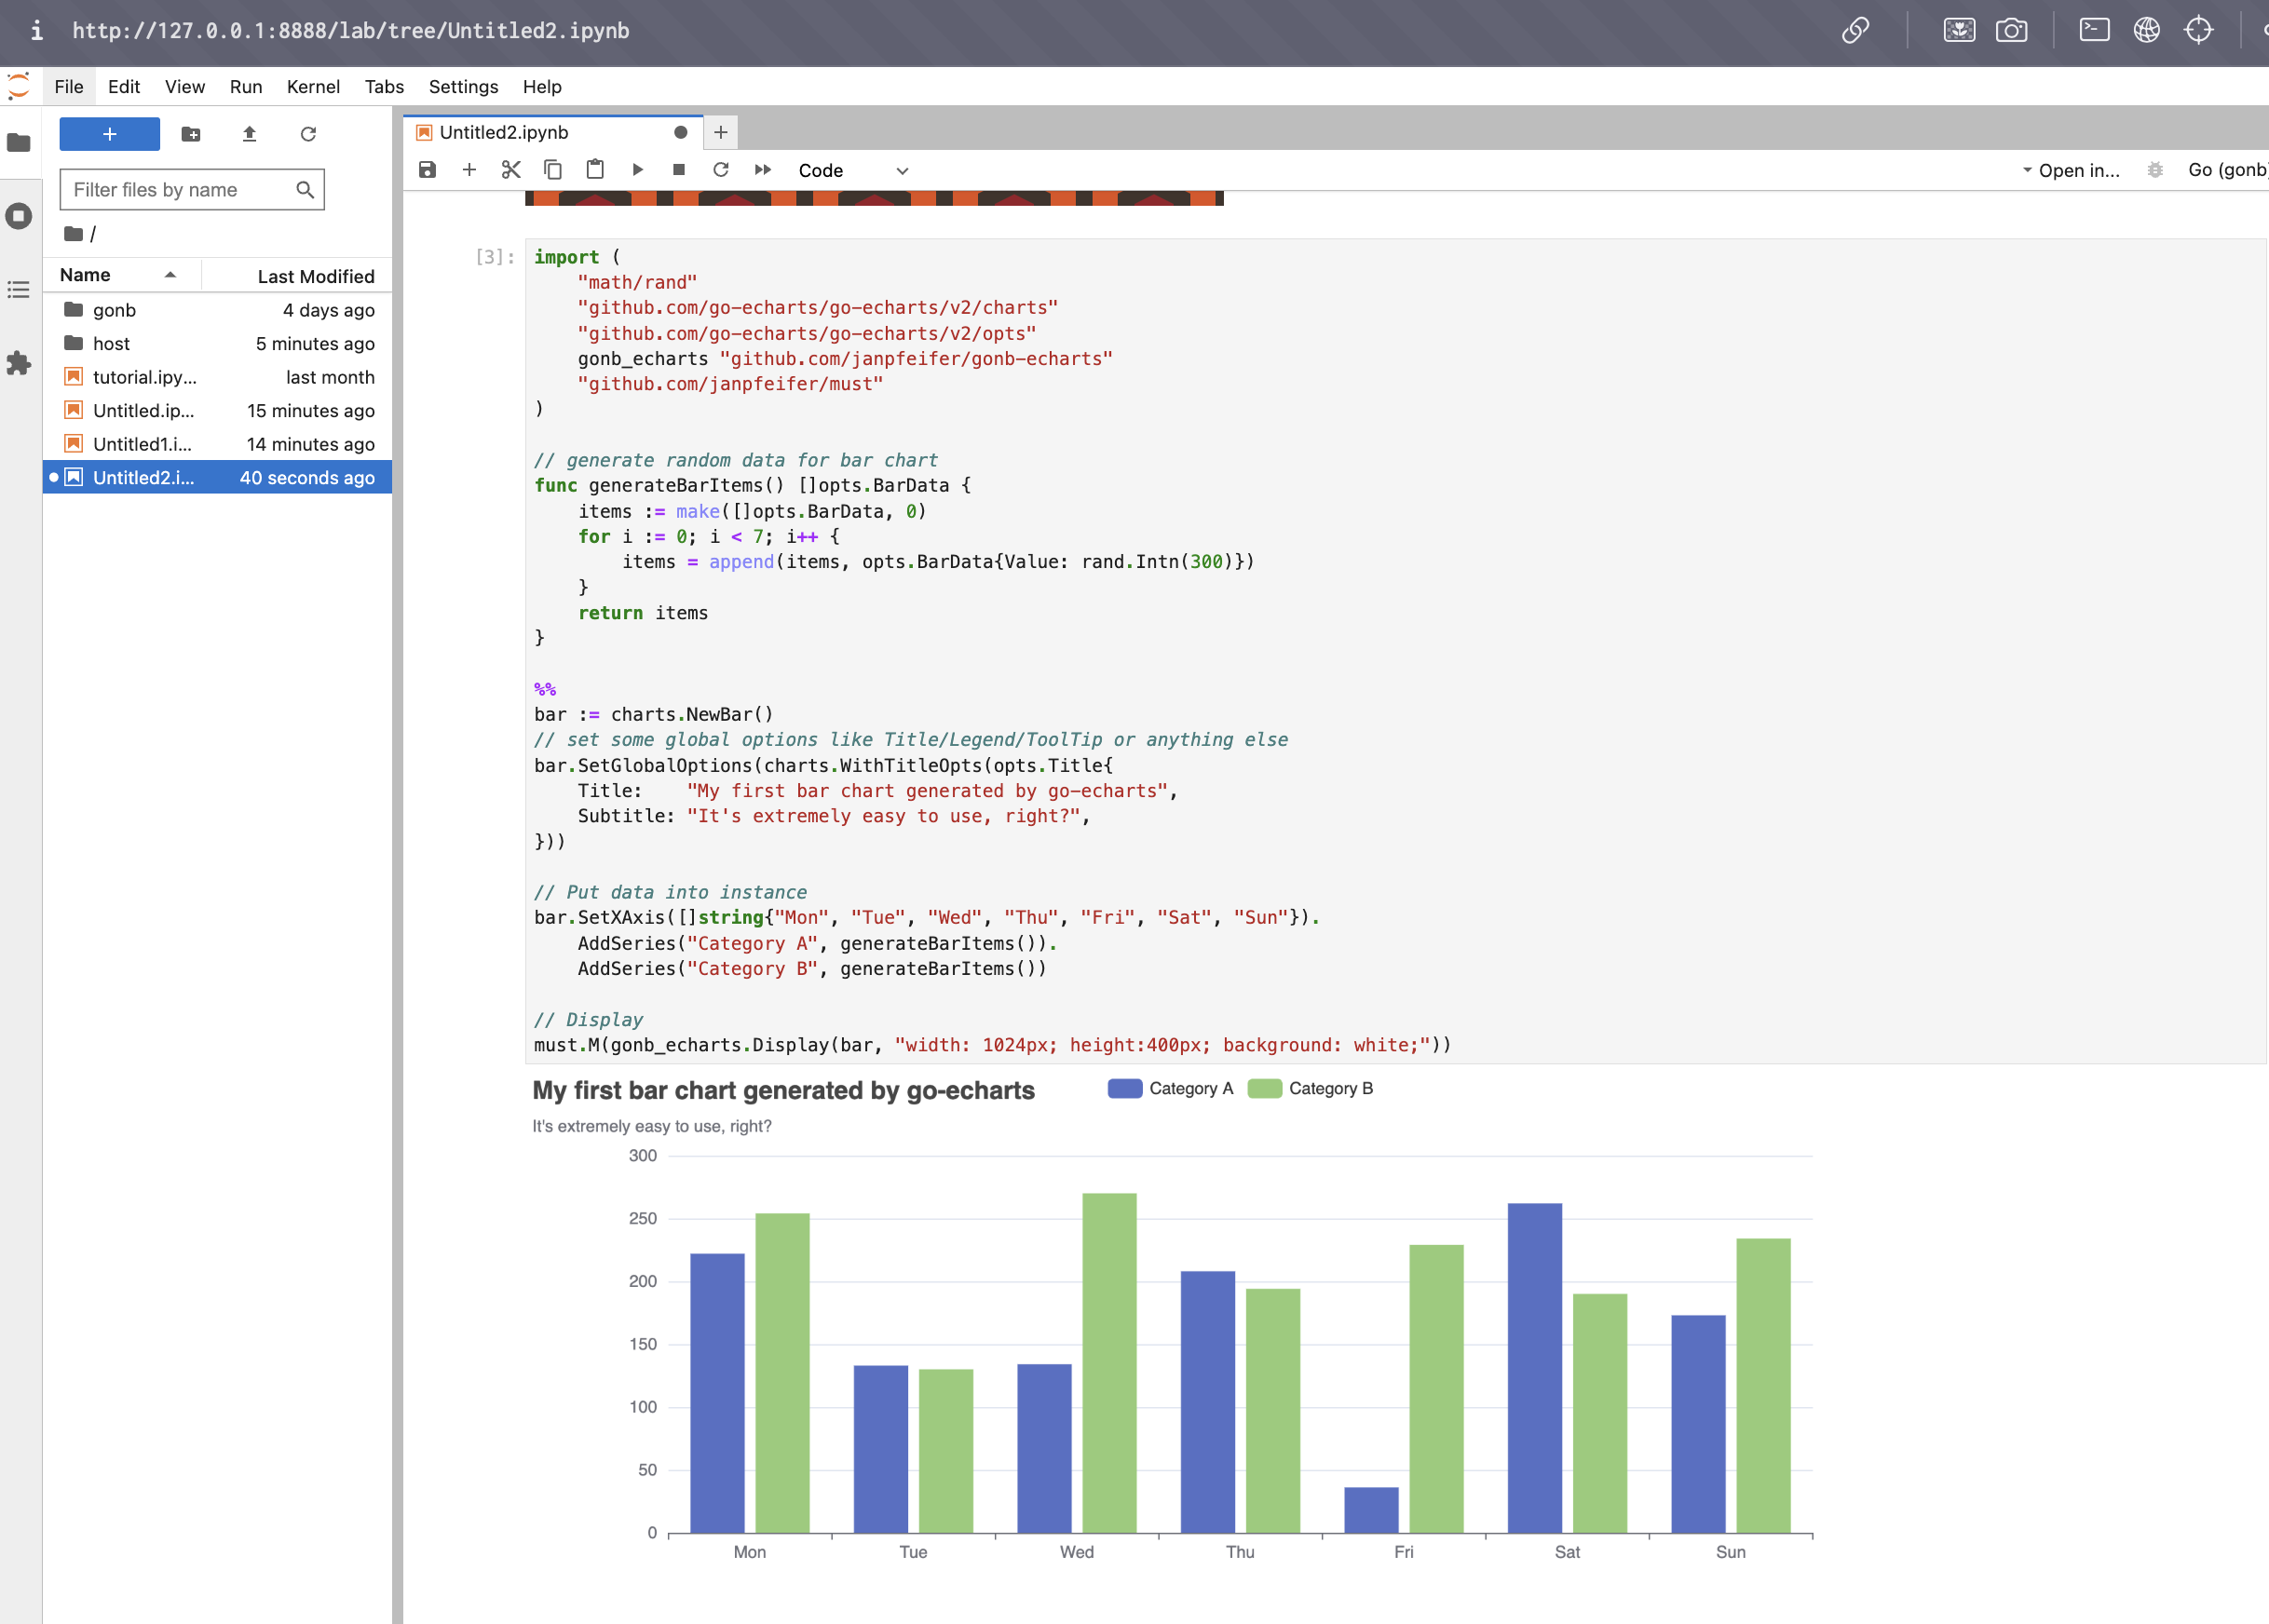 i http://127.0.0.1:8888/lab/tree/Untitled2.ipynb
File Edit View Run Kernel Tabs Settings Help
Untitled2.ipynb
Code
Open in...
Go (gonb)
Filter files by name
/
Name Last Modified
gonb 4 days ago
host 5 minutes ago
tutorial.ipy... last month
Untitled.ip... 15 minutes ago
Untitled1.i... 14 minutes ago
Untitled2.i... 40 seconds ago
[3]:
import (
    "math/rand"
    "github.com/go-echarts/go-echarts/v2/charts"
    "github.com/go-echarts/go-echarts/v2/opts"
    gonb_echarts "github.com/janpfeifer/gonb-echarts"
    "github.com/janpfeifer/must"
)
// generate random data for bar chart
func generateBarItems() []opts.BarData {
    items := make([]opts.BarData, 0)
    for i := 0; i < 7; i++ {
        items = append(items, opts.BarData{Value: rand.Intn(300)})
    }
    return items
}
%%
bar := charts.NewBar()
// set some global options like Title/Legend/ToolTip or anything else
bar.SetGlobalOptions(charts.WithTitleOpts(opts.Title{
    Title:    "My first bar chart generated by go-echarts",
    Subtitle: "It's extremely easy to use, right?",
}))
// Put data into instance
bar.SetXAxis([]string{"Mon", "Tue", "Wed", "Thu", "Fri", "Sat", "Sun"}).
    AddSeries("Category A", generateBarItems()).
    AddSeries("Category B", generateBarItems())
// Display
must.M(gonb_echarts.Display(bar, "width: 1024px; height:400px; background: white;"))
My first bar chart generated by go-echarts
Category A Category B
It's extremely easy to use, right?
300
250
200
150
100
50
0
Mon Tue Wed Thu Fri Sat Sun